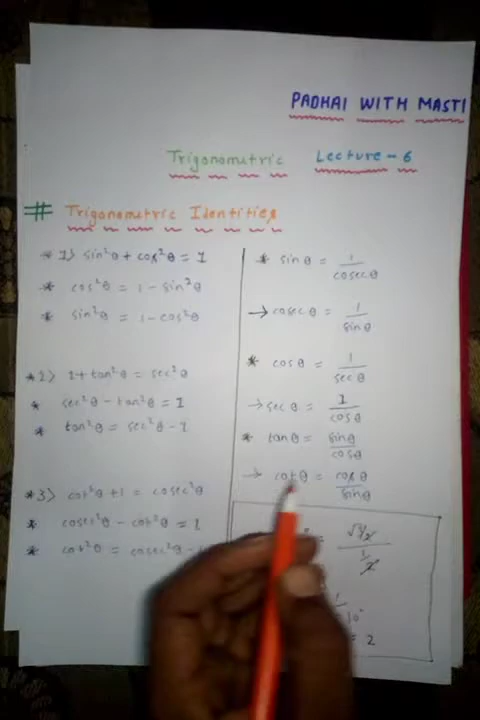 PADHAI WITH MASTI
Trigonometric Lecture - 6
# Trigonometric Identities
* 1> sin²θ + cos²θ = 1
* cos²θ = 1 - sin²θ
* sin²θ = 1 - cos²θ
* 2> 1 + tan²θ = sec²θ
* sec²θ - tan²θ = 1
* tan²θ = sec²θ - 1
* 3> cot²θ + 1 = cosec²θ
* cosec²θ - cot²θ = 1
* cot²θ = cosec²θ -
* sinθ = 1/cosecθ
→ cosecθ = 1/sinθ
* cosθ = 1/secθ
→ secθ = 1/cosθ
* tanθ = sinθ/cosθ
→ cotθ = cosθ/sinθ
= 2